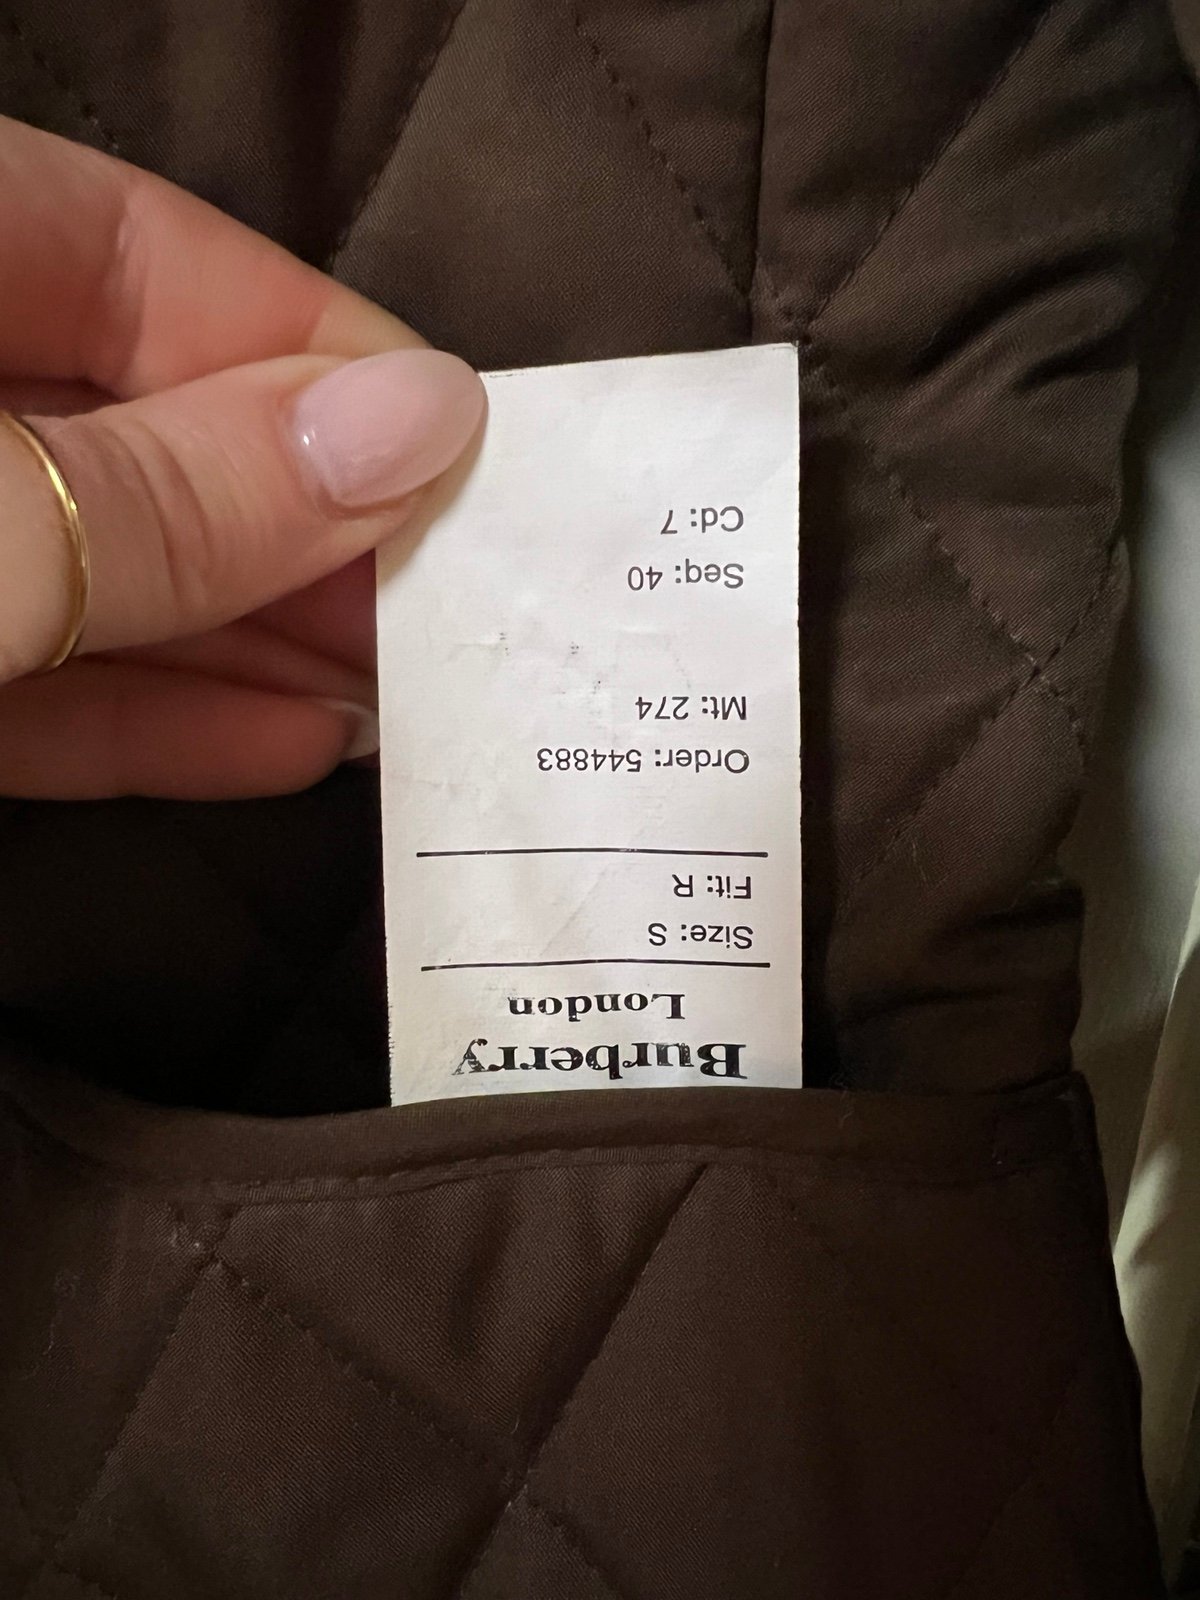 Burberry
London
Size: S
Fit: R
Order: 544883
Mt: 274
Seq: 40
Cd: 7